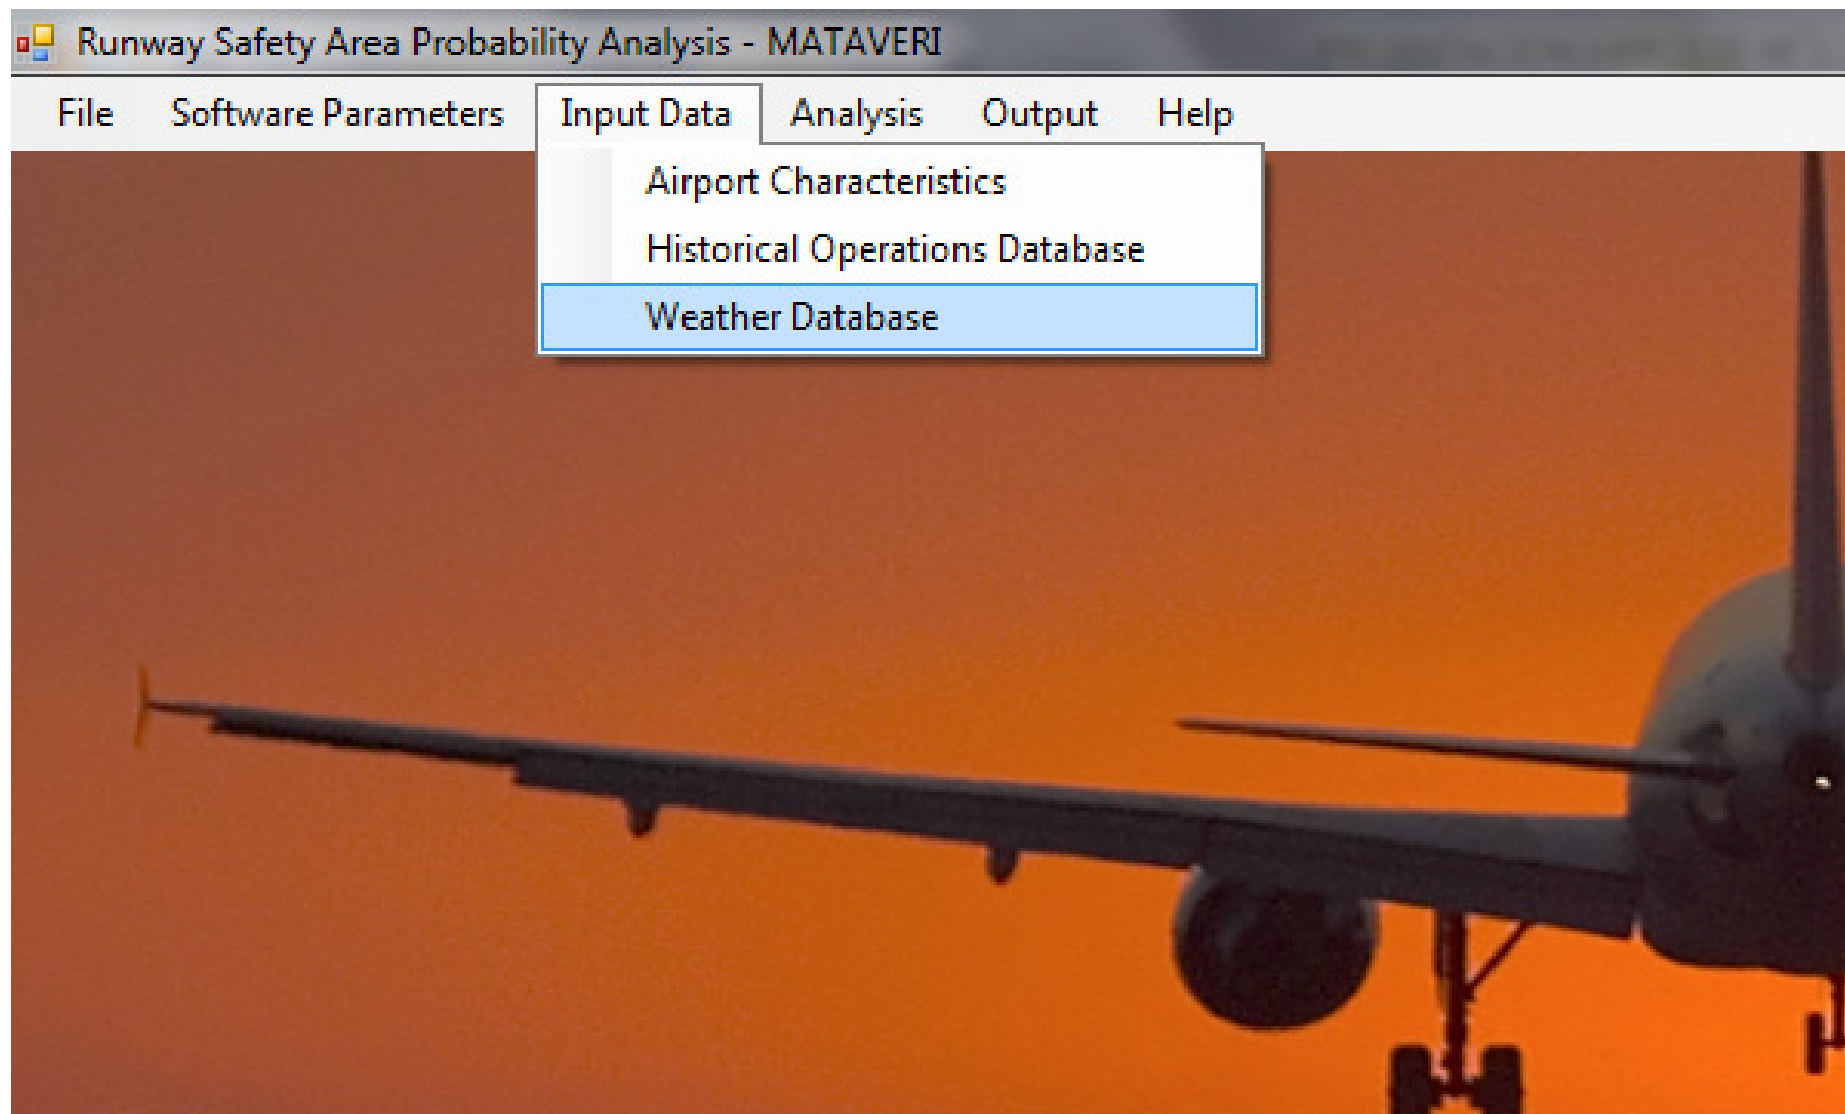 Runway Safety Area Probability Analysis - MATAVERI
File Software Parameters Input Data Analysis Output Help
Airport Characteristics
Historical Operations Database
Weather Database